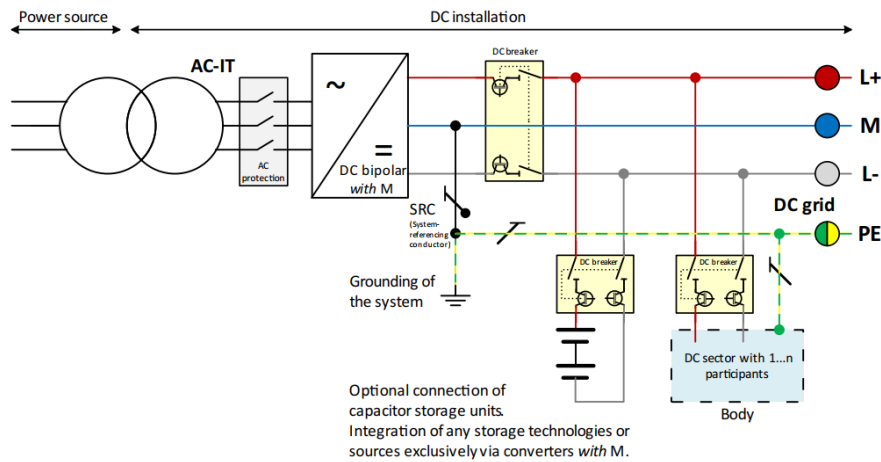 Power source
DC installation
AC-IT
DC breaker
L+
~
M
AC
protection
=
DC bipolar
with M
L-
SRC
(System-
referencing
conductor)
DC grid
PE
Grounding of
the system
DC breaker
DC breaker
DC sector with 1...n
participants
Body
Optional connection of
capacitor storage units.
Integration of any storage technologies or
sources exclusively via converters with M.